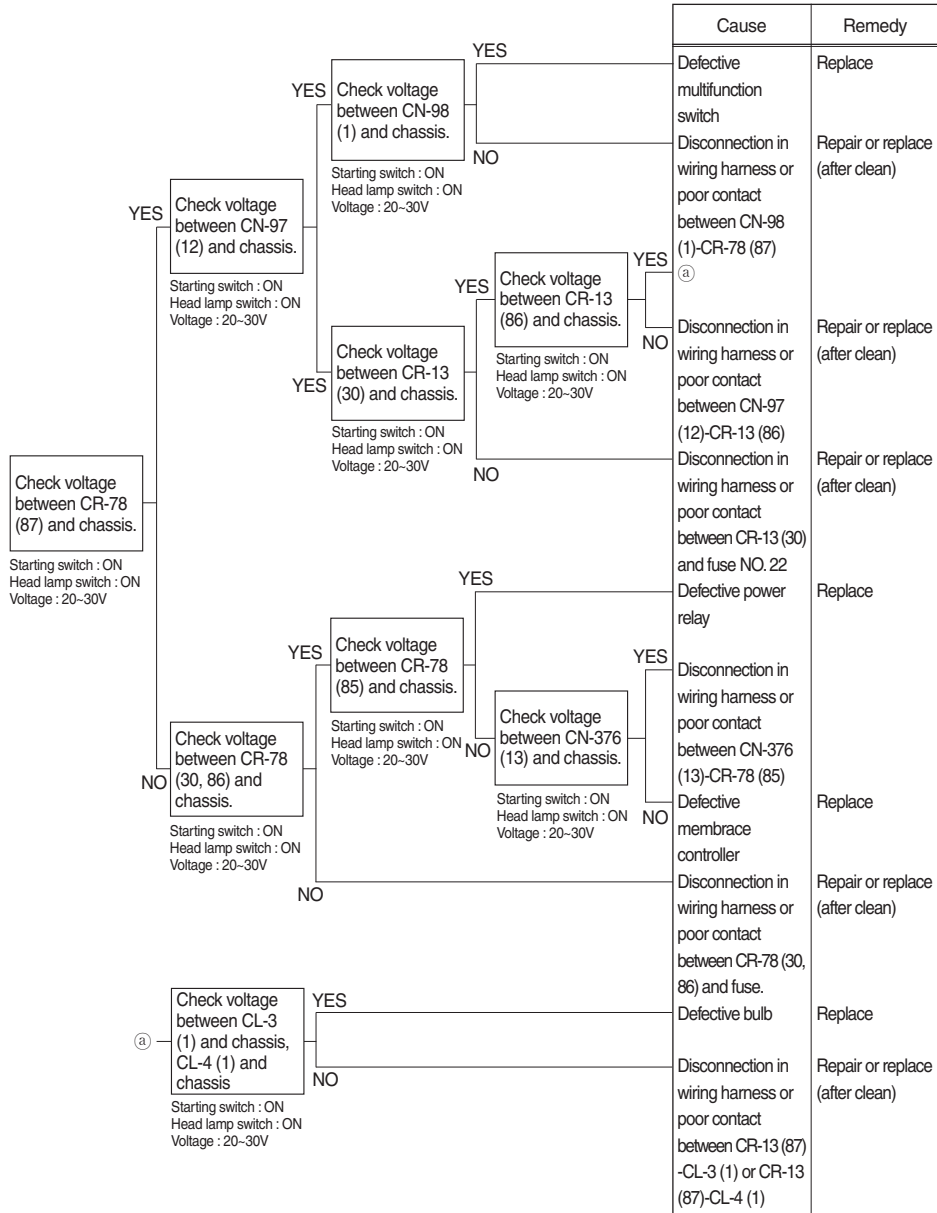 Cause
Remedy
YES
Defective
multifunction
switch
Replace
YES
Check voltage
between CN-98
(1) and chassis.
NO
Starting switch : ON
Head lamp switch : ON
Voltage : 20~30V
Disconnection in
wiring harness or
poor contact
between CN-98
(1)-CR-78 (87)
Repair or replace
(after clean)
YES
Check voltage
between CN-97
(12) and chassis.
Starting switch : ON
Head lamp switch : ON
Voltage : 20~30V
YES
Check voltage
between CR-13
(86) and chassis.
YES
ⓐ
NO
Starting switch : ON
Head lamp switch : ON
Voltage : 20~30V
Disconnection in
wiring harness or
poor contact
between CN-97
(12)-CR-13 (86)
Repair or replace
(after clean)
YES
Check voltage
between CR-13
(30) and chassis.
Starting switch : ON
Head lamp switch : ON
Voltage : 20~30V
NO
Disconnection in
wiring harness or
poor contact
between CR-13 (30)
and fuse NO. 22
Repair or replace
(after clean)
Check voltage
between CR-78
(87) and chassis.
Starting switch : ON
Head lamp switch : ON
Voltage : 20~30V
YES
Defective power
relay
Replace
YES
Check voltage
between CR-78
(85) and chassis.
Starting switch : ON
Head lamp switch : ON
Voltage : 20~30V
NO
Check voltage
between CN-376
(13) and chassis.
Starting switch : ON
Head lamp switch : ON
Voltage : 20~30V
YES
Disconnection in
wiring harness or
poor contact
between CN-376
(13)-CR-78 (85)
NO
Defective
membrace
controller
Replace
NO
Check voltage
between CR-78
(30, 86) and
chassis.
Starting switch : ON
Head lamp switch : ON
Voltage : 20~30V
NO
Disconnection in
wiring harness or
poor contact
between CR-78 (30,
86) and fuse.
Repair or replace
(after clean)
ⓐ
Check voltage
between CL-3
(1) and chassis,
CL-4 (1) and
chassis
Starting switch : ON
Head lamp switch : ON
Voltage : 20~30V
YES
Defective bulb
Replace
NO
Disconnection in
wiring harness or
poor contact
between CR-13 (87)
-CL-3 (1) or CR-13
(87)-CL-4 (1)
Repair or replace
(after clean)